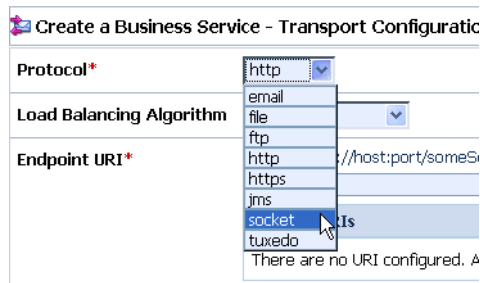 Create a Business Service - Transport Configuratio
Protocol*
http
email
file
ftp
http
https
jms
socket
tuxedo
Load Balancing Algorithm
Endpoint URI*
://host:port/someS
RIs
There are no URI configured. A